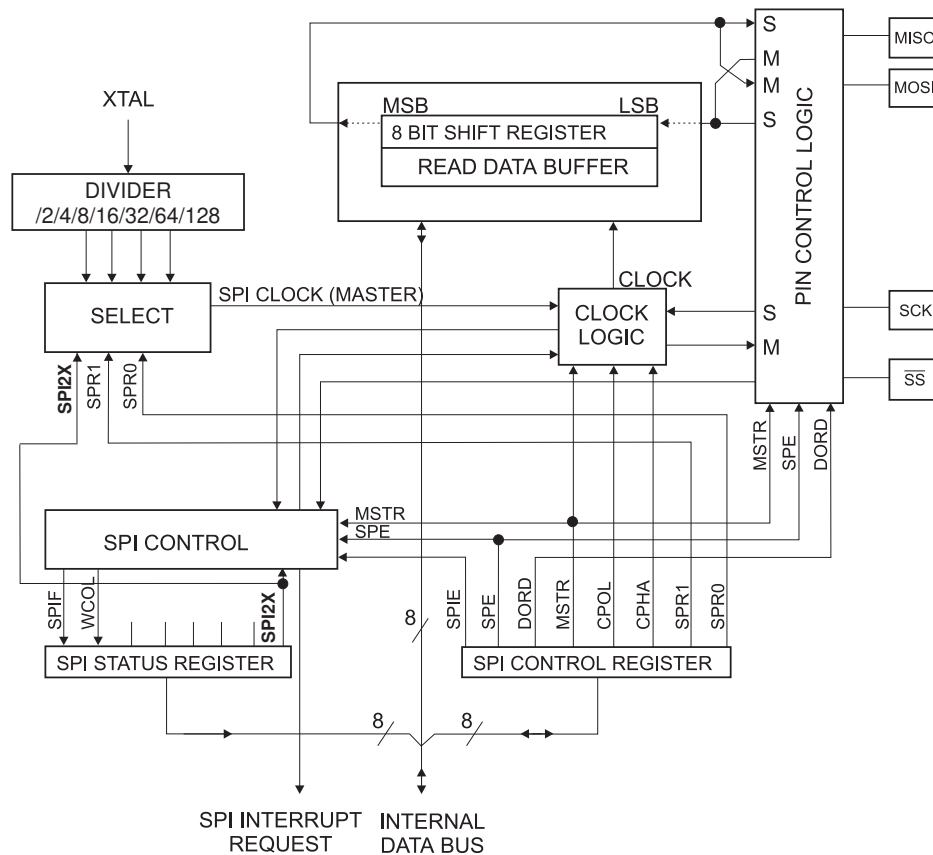 S
MISO
M
MOSI
M
S
PIN CONTROL LOGIC
XTAL
MSB
LSB
8 BIT SHIFT REGISTER
READ DATA BUFFER
DIVIDER
/2/4/8/16/32/64/128
CLOCK
SPI CLOCK (MASTER)
SELECT
CLOCK
LOGIC
S
M
SCK
SS
SPI2X
SPR1
SPR0
MSTR
SPE
DORD
SPI CONTROL
MSTR
SPE
SPIF
WCOL
SPI2X
SPIE
SPE
DORD
MSTR
CPOL
CPHA
SPR1
SPR0
8
SPI STATUS REGISTER
SPI CONTROL REGISTER
8
8
SPI INTERRUPT
REQUEST
INTERNAL
DATA BUS